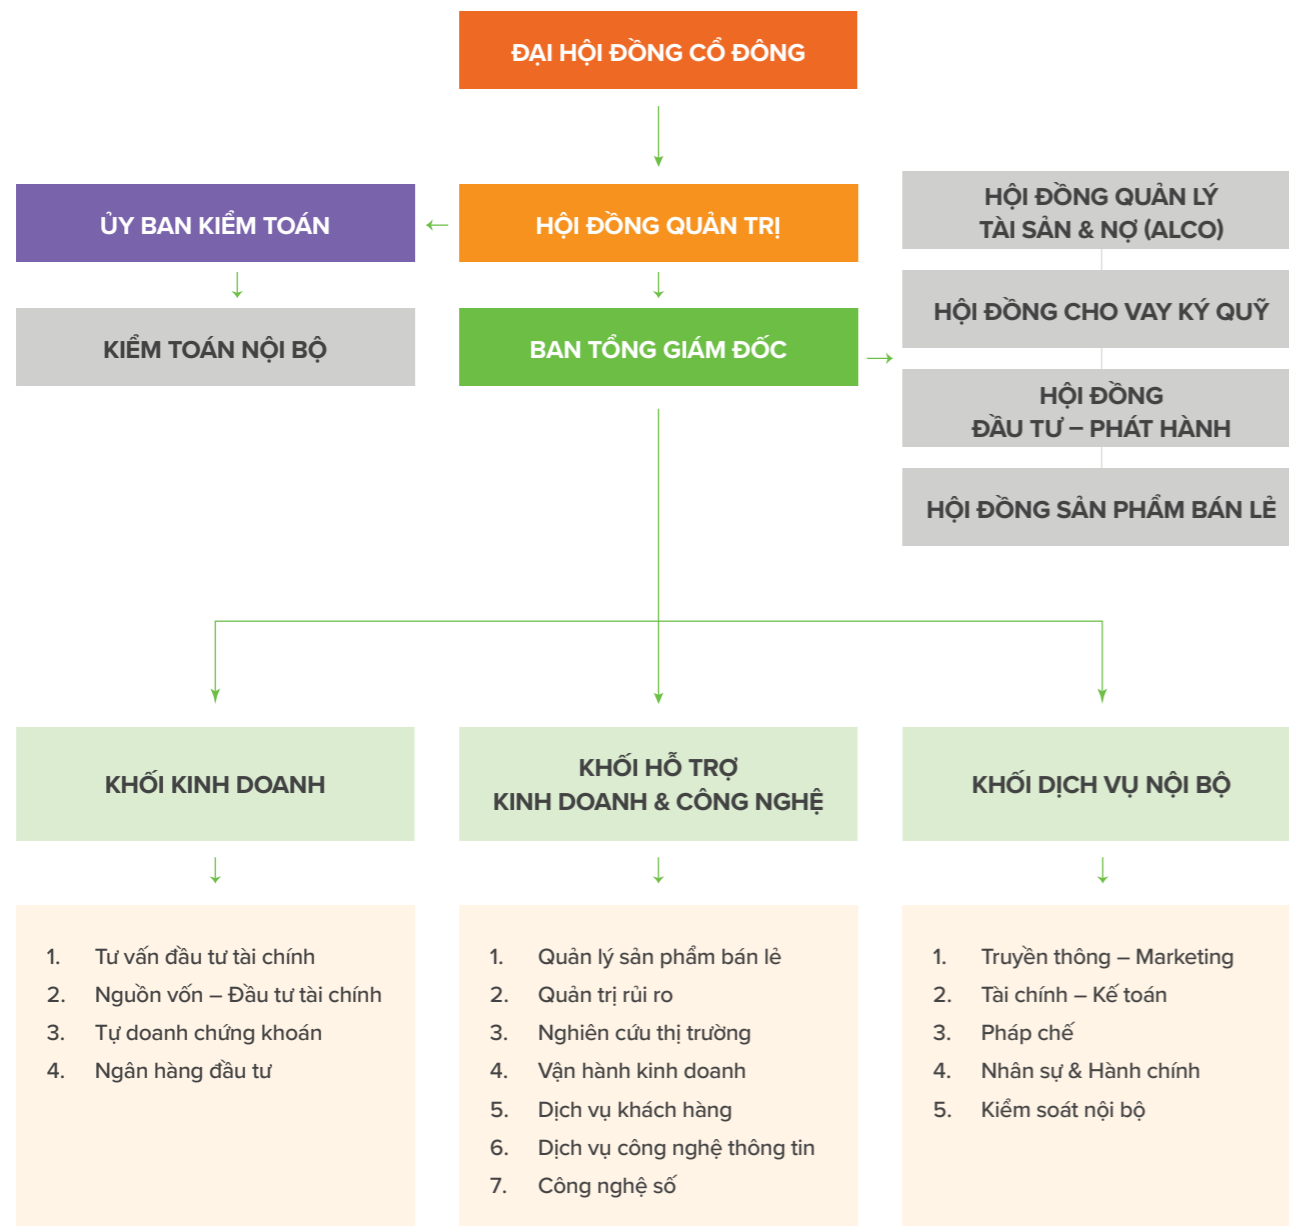 ĐẠI HỘI ĐỒNG CỔ ĐÔNG
ỦY BAN KIỂM TOÁN
HỘI ĐỒNG QUẢN TRỊ
HỘI ĐỒNG QUẢN LÝ
TÀI SẢN & NỢ (ALCO)
KIỂM TOÁN NỘI BỘ
BAN TỔNG GIÁM ĐỐC
HỘI ĐỒNG CHO VAY KÝ QUỸ
HỘI ĐỒNG
ĐẦU TƯ – PHÁT HÀNH
HỘI ĐỒNG SẢN PHẨM BÁN LẺ
KHỐI KINH DOANH
KHỐI HỖ TRỢ
KINH DOANH & CÔNG NGHỆ
KHỐI DỊCH VỤ NỘI BỘ
1. Tư vấn đầu tư tài chính
2. Nguồn vốn – Đầu tư tài chính
3. Tự doanh chứng khoán
4. Ngân hàng đầu tư
1. Quản lý sản phẩm bán lẻ
2. Quản trị rủi ro
3. Nghiên cứu thị trường
4. Vận hành kinh doanh
5. Dịch vụ khách hàng
6. Dịch vụ công nghệ thông tin
7. Công nghệ số
1. Truyền thông – Marketing
2. Tài chính – Kế toán
3. Pháp chế
4. Nhân sự & Hành chính
5. Kiểm soát nội bộ